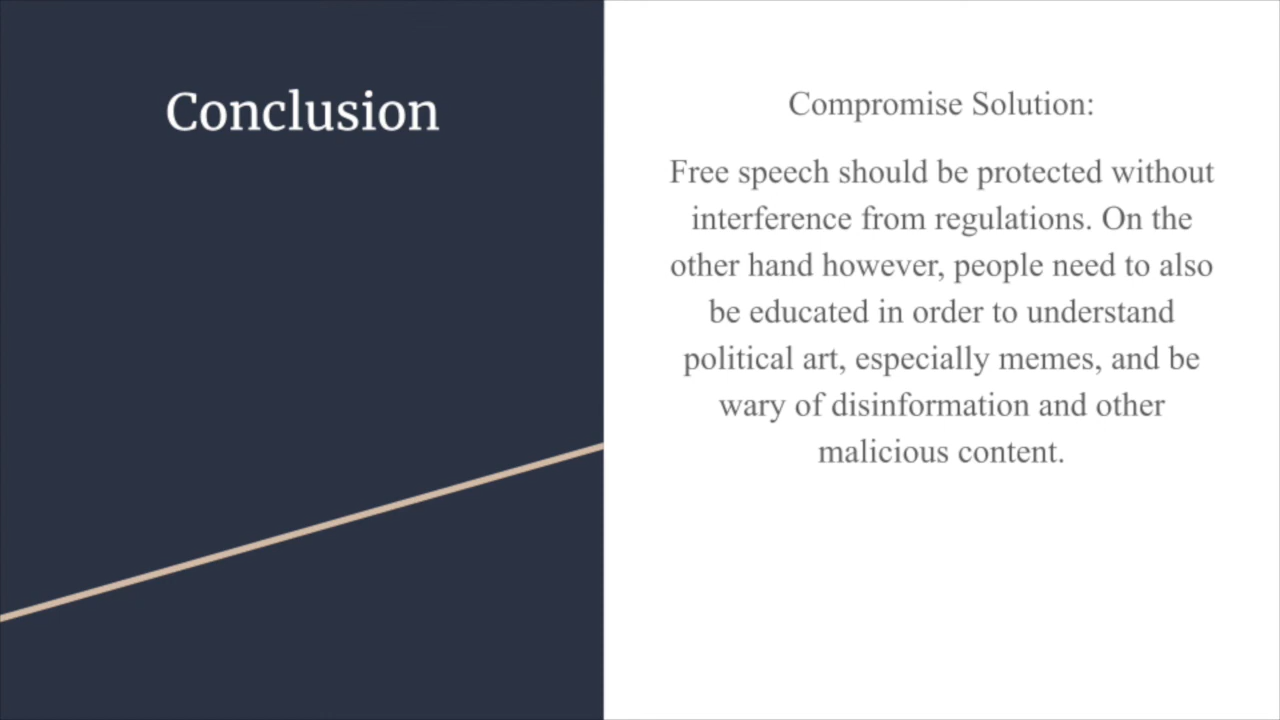 Conclusion
Compromise Solution:
Free speech should be protected without
interference from regulations. On the
other hand however, people need to also
be educated in order to understand
political art, especially memes, and be
wary of disinformation and other
malicious content.